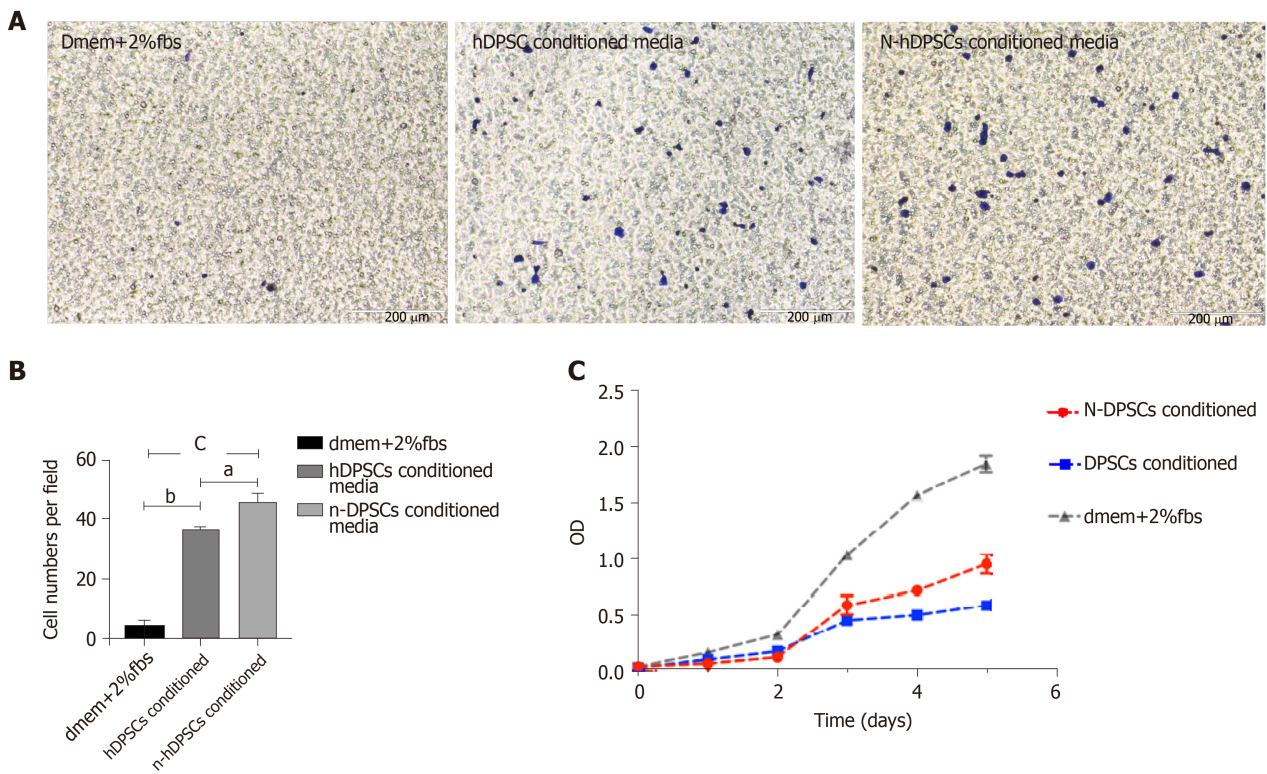 A
Dmem+2%fbs
hDPSC conditioned media
N-hDPSCs conditioned media
200 µm
200 µm
200 µm
B
Cell numbers per field
60
40
20
0
C
a
b
dmem+2%fbs
hDPSCs conditioned
media
n-DPSCs conditioned
media
dmem+2%fbs
hDPSCs conditioned
n-hDPSCs conditioned
C
OD
2.5
2.0
1.5
1.0
0.5
0.0
0
2
4
6
Time (days)
N-DPSCs conditioned
DPSCs conditioned
dmem+2%fbs